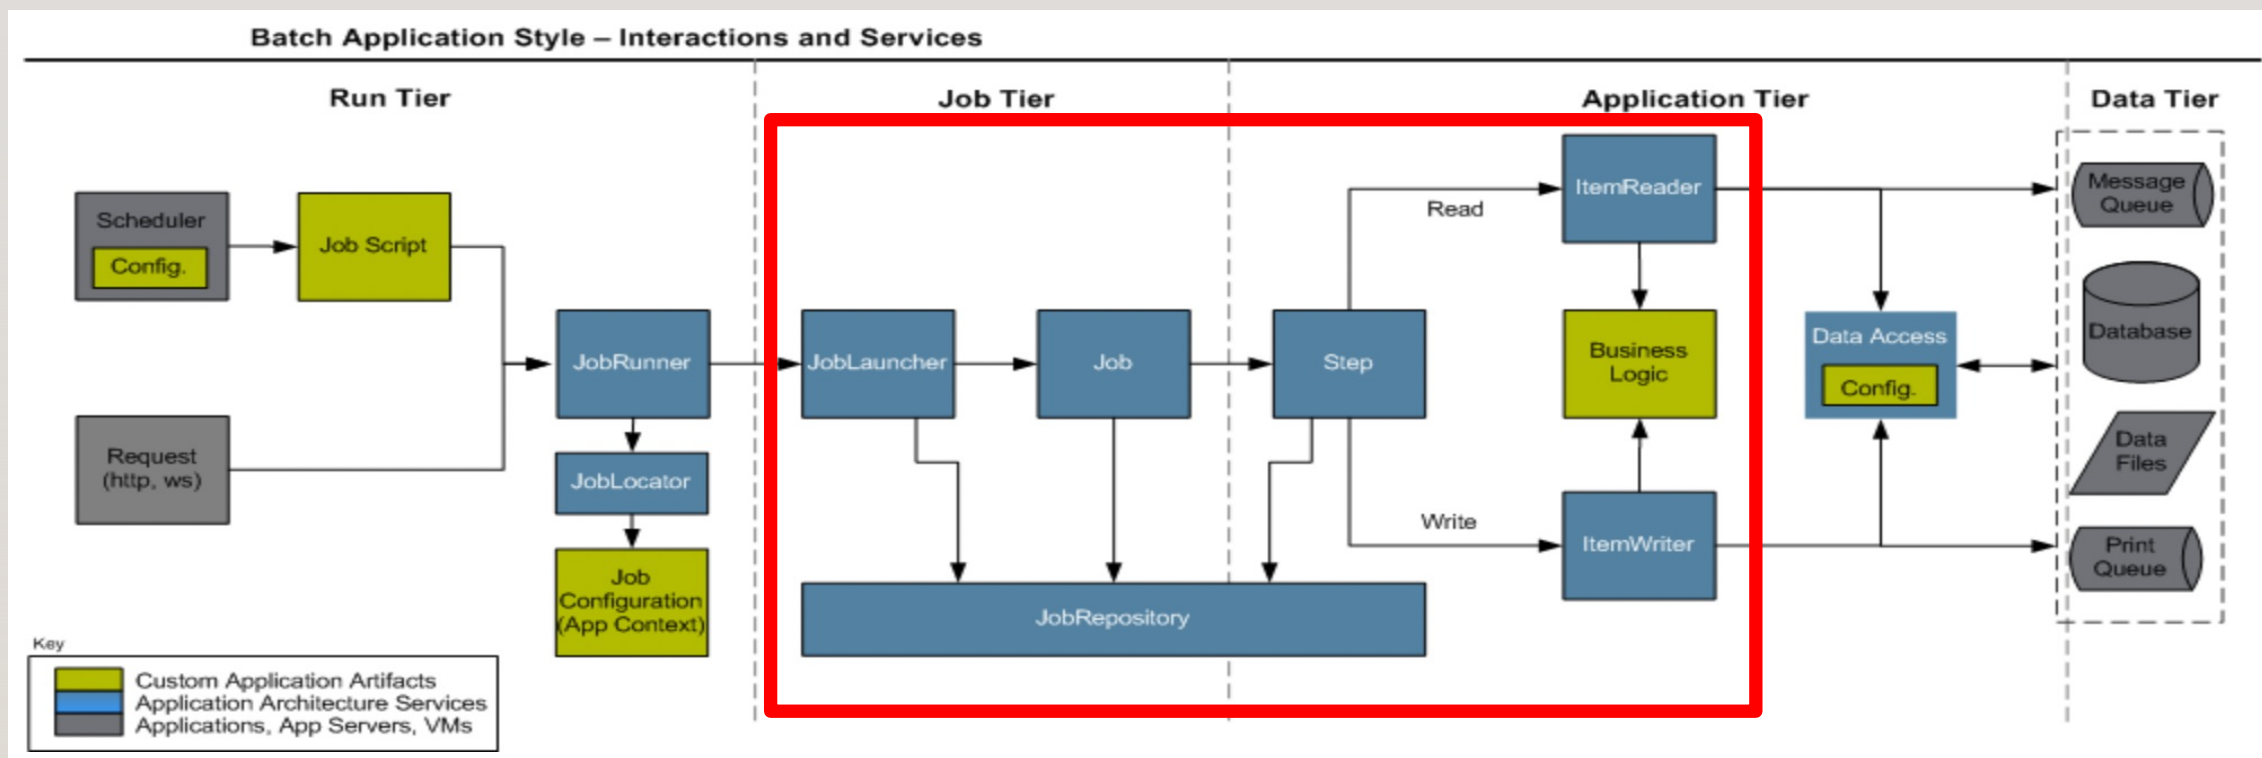 Batch Application Style – Interactions and Services
Run Tier
Job Tier
Application Tier
Data Tier
Scheduler
Config.
Job Script
Request
(http, ws)
JobRunner
JobLocator
Job
Configuration
(App Context)
JobLauncher
Job
Step
JobRepository
Read
Write
ItemReader
Business
Logic
ItemWriter
Data Access
Config.
Message
Queue
Database
Data
Files
Print
Queue
Key
Custom Application Artifacts
Application Architecture Services
Applications, App Servers, VMs